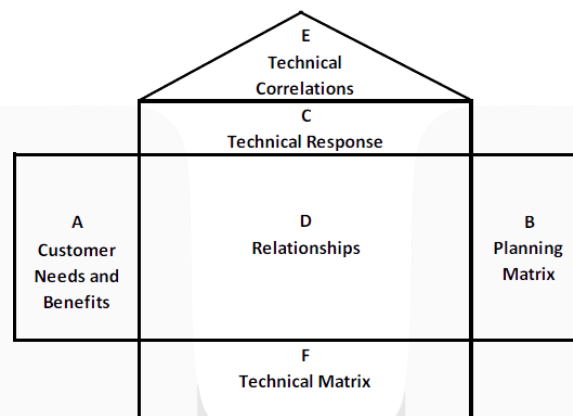 E
Technical
Correlations
C
Technical Response
A
Customer
Needs and
Benefits
D
Relationships
B
Planning
Matrix
F
Technical Matrix